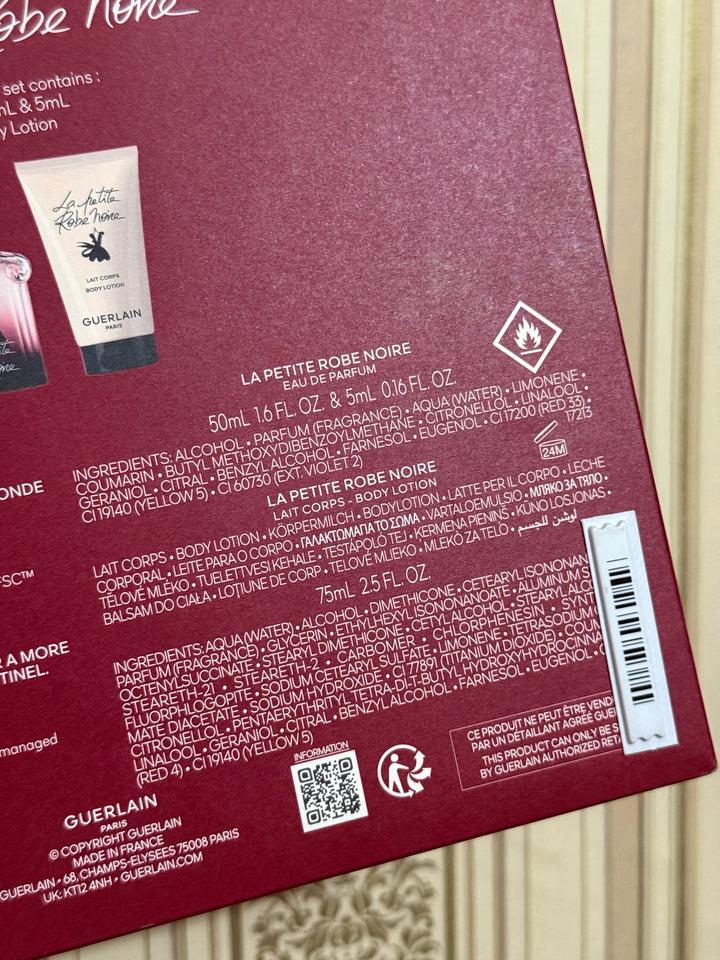 Robe Noire
set contains :
mL & 5mL
y Lotion
La petite
Robe Noire
LAIT CORPS
BODY LOTION
GUERLAIN
PARIS
LA PETITE ROBE NOIRE
EAU DE PARFUM
50mL 1.6 FL. OZ. & 5mL 0.16 FL. OZ.
INGREDIENTS: ALCOHOL • PARFUM (FRAGRANCE) • AQUA (WATER) • LIMONENE •
COUMARIN • BUTYL METHOXYDIBENZOYLMETHANE • CITRONELLOL • LINALOOL •
GERANIOL • CITRAL • BENZYL ALCOHOL • FARNESOL • EUGENOL • CI 17200 (RED 33) •
CI 19140 (YELLOW 5) • CI 60730 (EXT. VIOLET 2)
17213
24M
LA PETITE ROBE NOIRE
LAIT CORPS - BODY LOTION
LAIT CORPS • BODY LOTION • KÖRPERMILCH • BODYLOTION • LATTE PER IL CORPO • LECHE
CORPORAL • LEITE PARA O CORPO • ΓΑΛΑΚΤΩΜΑ ΓΙΑ ΤΟ ΣΩΜΑ • VARTALOEMULSIO • МЛЯКО ЗА ТЯЛО •
TĚLOVÉ MLÉKO • TUELETTVESI KEHALE • TESTÁPOLÓ TEJ • ĶERMEŅA PIENIŅŠ • KŪNO LOSJONAS •
BALSAM DO CIAŁA • LOȚIUNE DE CORP • TELOVÉ MLIEKO • MLEKO ZA TELO • لوشن للجسم
75mL 2.5 FL. OZ.
INGREDIENTS: AQUA (WATER) • ALCOHOL • DIMETHICONE • CETEARYL ISONONAN
PARFUM (FRAGRANCE) • GLYCERIN • ETHYLHEXYL ISONONANOATE • ALUMINUM S
OCTENYLSUCCINATE • STEARYL DIMETHICONE • CETYL ALCOHOL • STEARYL ALCO
STEARETH-21 • STEARETH-2 • CARBOMER • CHLORPHENESIN • SYNT
FLUORPHLOGOPITE • SODIUM CETEARYL SULFATE • LIMONENE • TETRASODIUM
MATE DIACETATE • SODIUM HYDROXIDE • CI 77891 (TITANIUM DIOXIDE) • COUM
CITRONELLOL • PENTAERYTHRITYL TETRA-DI-T-BUTYL HYDROXYHYDROCINNA
LINALOOL • GERANIOL • CITRAL • BENZYL ALCOHOL • FARNESOL • EUGENOL • C
(RED 4) • CI 19140 (YELLOW 5)
ONDE
FSC™
R A MORE
TINEL.
managed
INFORMATION
CE PRODUIT NE PEUT ÊTRE VEND
PAR UN DÉTAILLANT AGRÉÉ GUE
THIS PRODUCT CAN ONLY BE S
BY GUERLAIN AUTHORIZED RETA
GUERLAIN
PARIS
© COPYRIGHT GUERLAIN
MADE IN FRANCE
GUERLAIN • 68, CHAMPS-ELYSEES 75008 PARIS
UK: KT12 4NH • GUERLAIN.COM